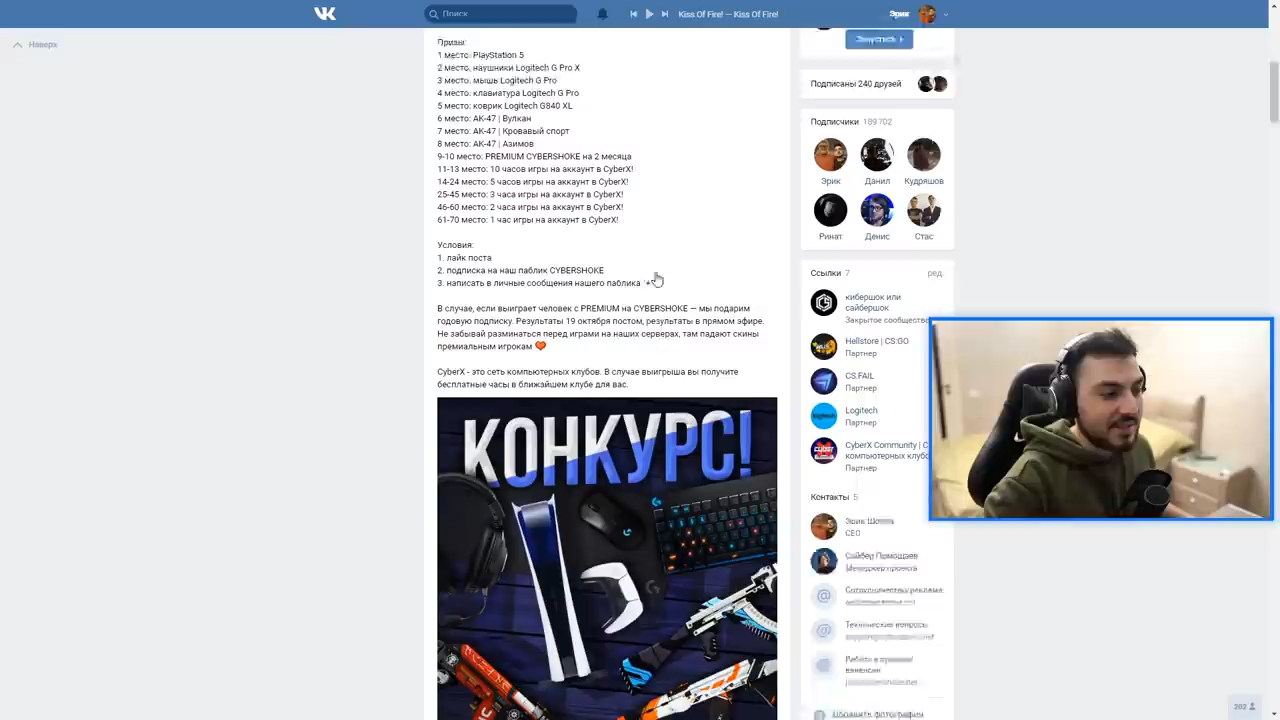 Поиск
Kiss Of Fire! — Kiss Of Fire!
Эрик
Наверх
Призы:
1 место: PlayStation 5
2 место: наушники Logitech G Pro X
3 место: мышь Logitech G Pro
4 место: клавиатура Logitech G Pro
5 место: коврик Logitech G840 XL
6 место: АК-47 | Вулкан
7 место: АК-47 | Кровавый спорт
8 место: АК-47 | Азимов
9-10 место: PREMIUM CYBERSHOKE на 2 месяца
11-13 место: 10 часов игры на аккаунт в CyberX!
14-24 место: 5 часов игры на аккаунт в CyberX!
25-45 место: 3 часа игры на аккаунт в CyberX!
46-60 место: 2 часа игры на аккаунт в CyberX!
61-70 место: 1 час игры на аккаунт в CyberX!
Условия:
1. лайк поста
2. подписка на наш паблик CYBERSHOKE
3. написать в личные сообщения нашего паблика
В случае, если выиграет человек с PREMIUM на CYBERSHOKE — мы подарим
годовую подписку. Результаты 19 октября постом, результаты в прямом эфире.
Не забывай разминаться перед играми на наших серверах, там падают скины
премиальным игрокам
CyberX - это сеть компьютерных клубов. В случае выигрыша вы получите
бесплатные часы в ближайшем клубе для вас.
КОНКУРС!
Подписаны 240 друзей
Подписчики 189 702
Эрик
Данил
Кудряшов
Ринат
Денис
Стас
Ссылки 7
ред.
кибершок или
сайбершок
Закрытое сообщество
Hellstore | CS:GO
Партнер
CS.FAIL
Партнер
Logitech
Партнер
CyberX Community | С
компьютерных клубо
Партнер
Контакты 5
Эрик
CEO
202